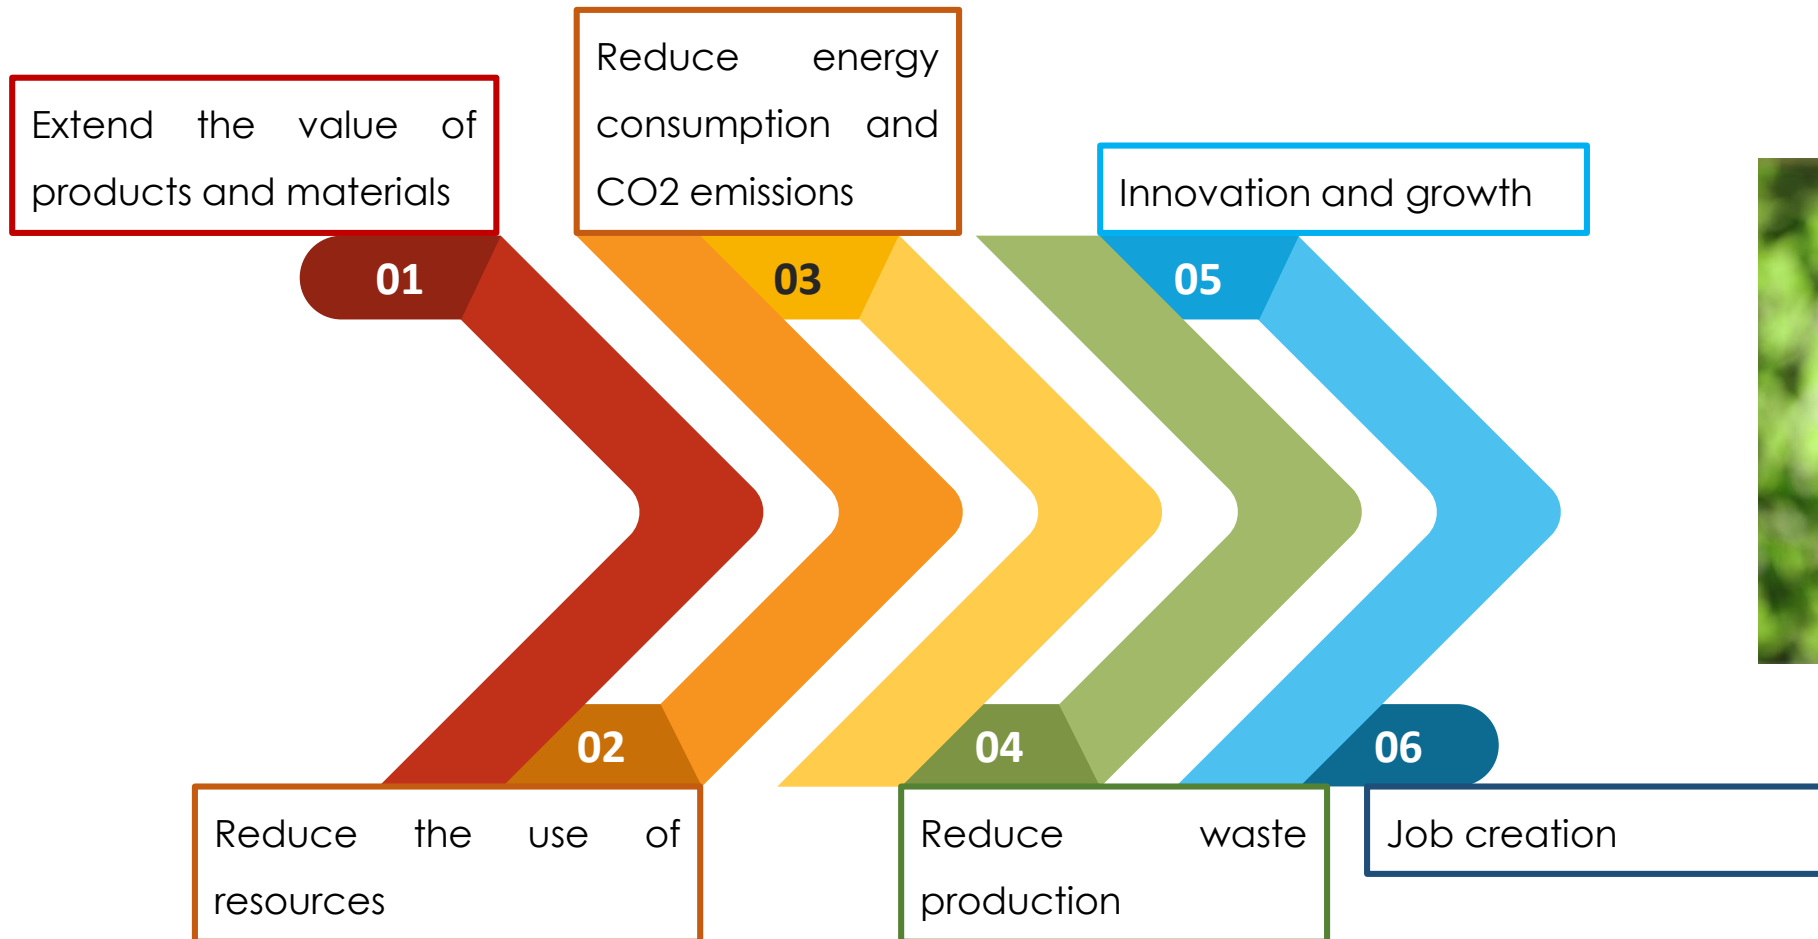 Extend the value of
products and materials
01
Reduce the use of
resources
02
Reduce energy
consumption and
CO2 emissions
03
Reduce waste
production
04
Innovation and growth
05
Job creation
06